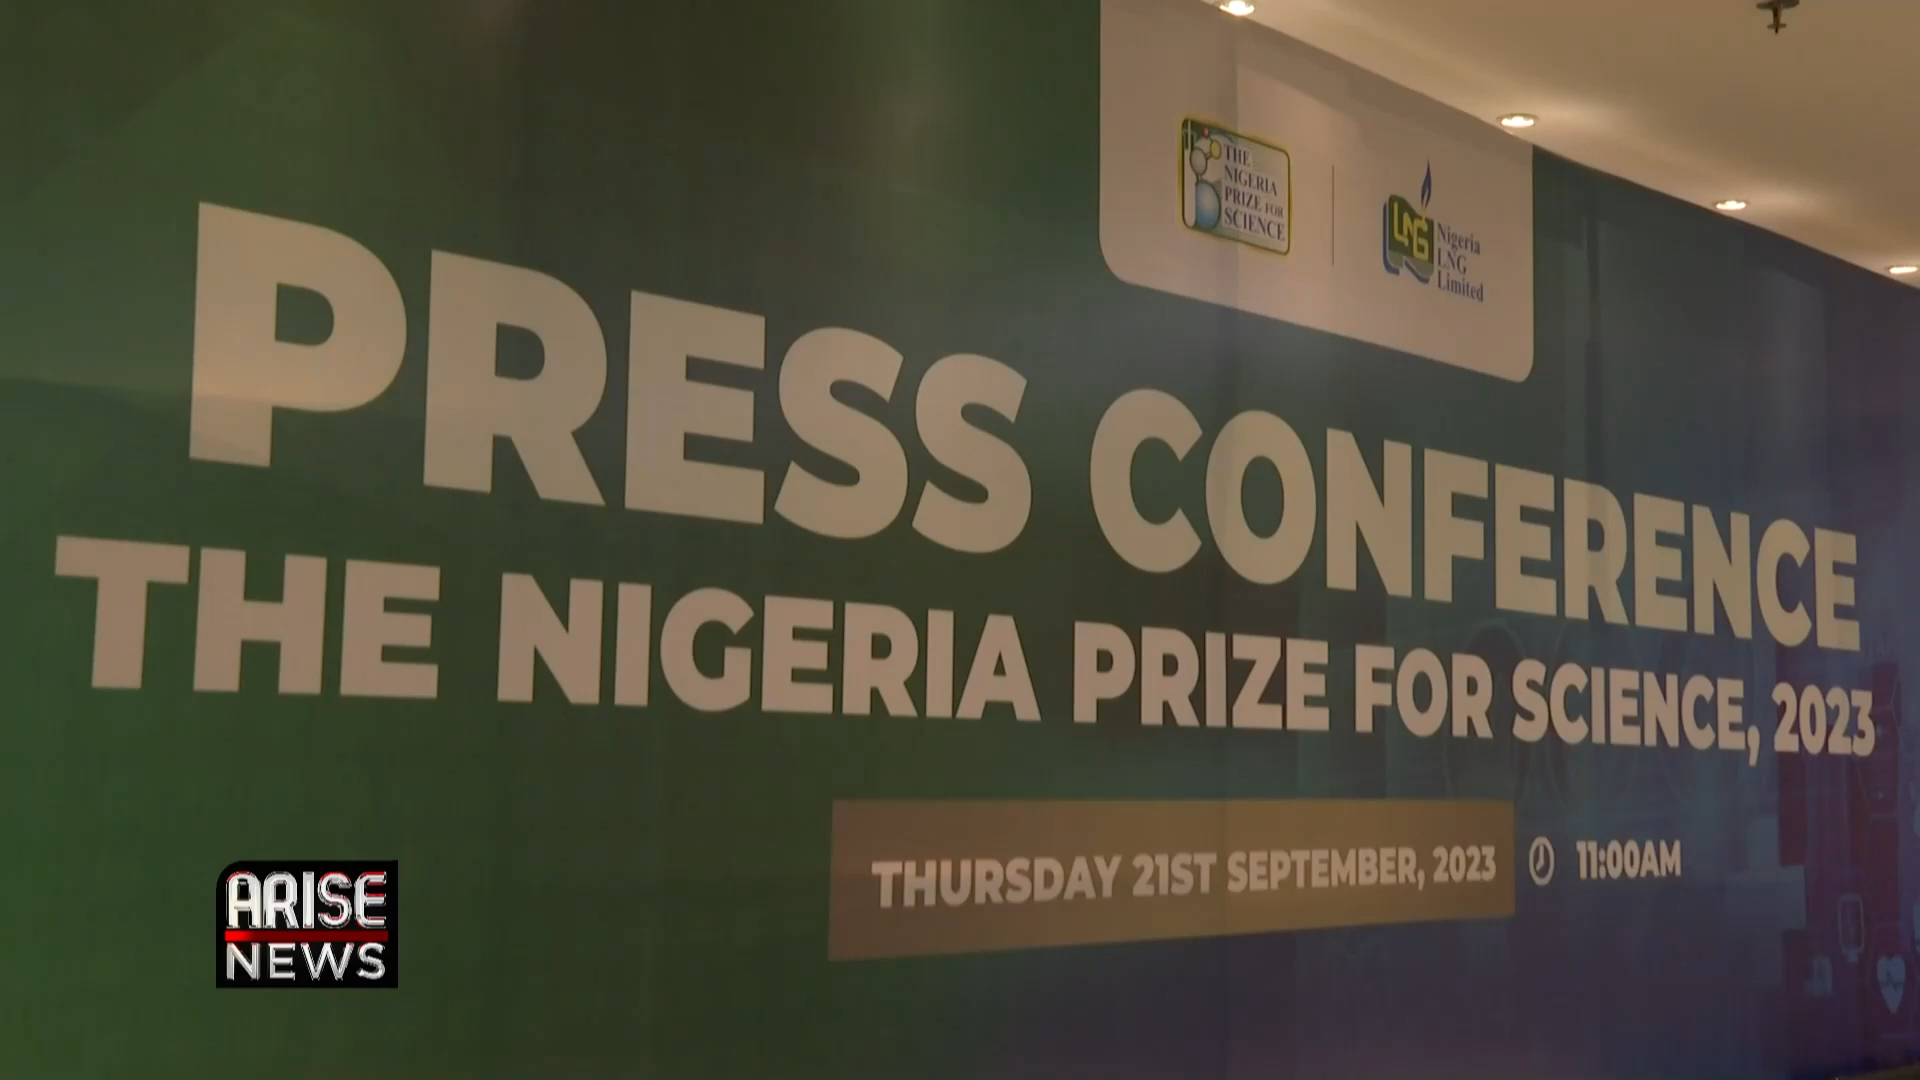 THE
NIGERIA
PRIZE FOR
SCIENCE
LNG
Nigeria
LNG
Limited
PRESS CONFERENCE
THE NIGERIA PRIZE FOR SCIENCE, 2023
THURSDAY 21ST SEPTEMBER, 2023
11:00AM
ARISE
NEWS